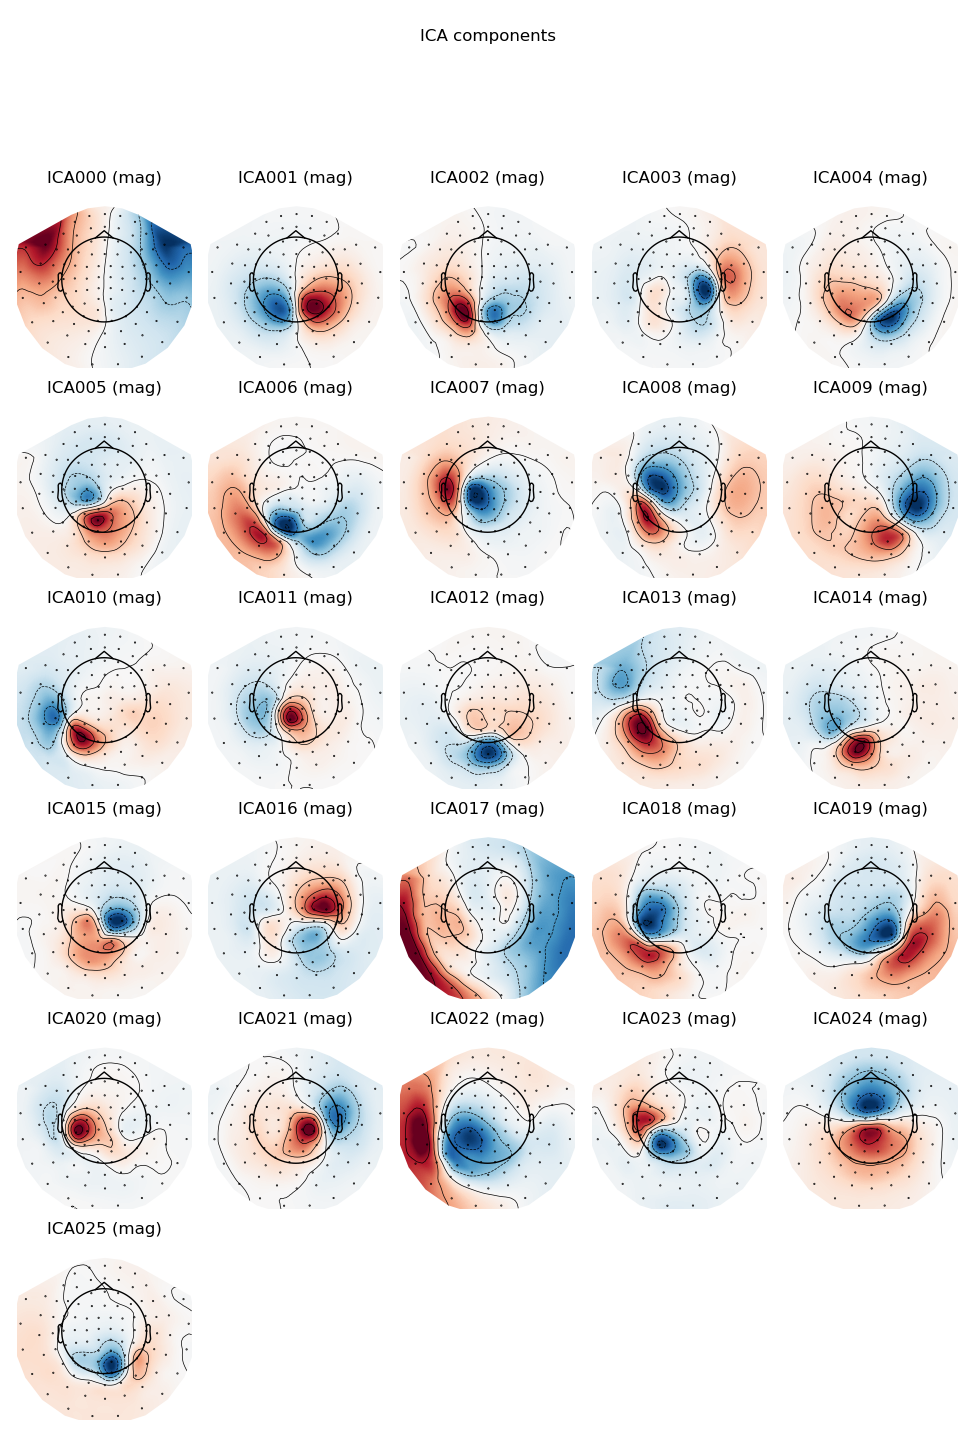 ICA components
ICA000 (mag) ICA001 (mag) ICA002 (mag) ICA003 (mag) ICA004 (mag)
ICA005 (mag) ICA006 (mag) ICA007 (mag) ICA008 (mag) ICA009 (mag)
ICA010 (mag) ICA011 (mag) ICA012 (mag) ICA013 (mag) ICA014 (mag)
ICA015 (mag) ICA016 (mag) ICA017 (mag) ICA018 (mag) ICA019 (mag)
ICA020 (mag) ICA021 (mag) ICA022 (mag) ICA023 (mag) ICA024 (mag)
ICA025 (mag)